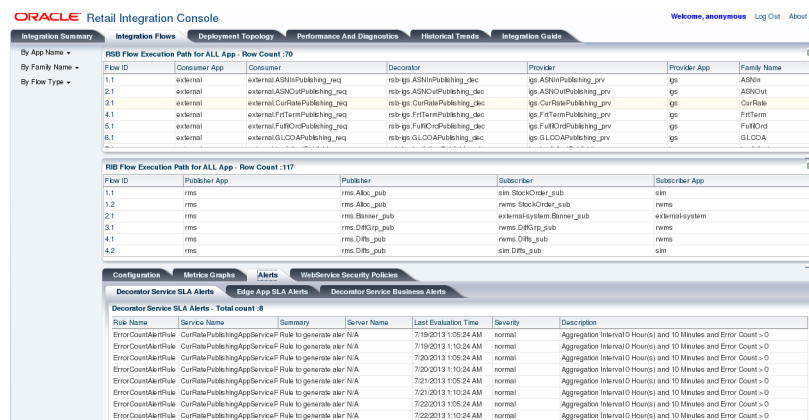 ORACLE Retail Integration Console
Welcome, anonymous Log Out About
Integration Summary Integration Flows Deployment Topology Performance And Diagnostics Historical Trends Integration Guide
By App Name
By Family Name
By Flow Type
RSB Flow Execution Path for ALL App - Row Count :70
Flow ID Consumer App Consumer Decorator Provider Provider App Family Name
1.1 external external.ASNInPublishing_req rsb-igs.ASNInPublishing_dec igs.ASNInPublishing_prv igs ASNIn
2.1 external external.ASNOutPublishing_req rsb-igs.ASNOutPublishing_dec igs.ASNOutPublishing_prv igs ASNOut
3.1 external external.CurRatePublishing_req rsb-igs.CurRatePublishing_dec igs.CurRatePublishing_prv igs CurRate
4.1 external external.FrtTermPublishing_req rsb-igs.FrtTermPublishing_dec igs.FrtTermPublishing_prv igs FrtTerm
5.1 external external.FulfilOrdPublishing_req rsb-igs.FulfilOrdPublishing_dec igs.FulfilOrdPublishing_prv igs FulfilOrd
6.1 external external.GLCOAPublishing_req rsb-igs.GLCOAPublishing_dec igs.GLCOAPublishing_prv igs GLCOA
RIB Flow Execution Path for ALL App - Row Count :117
Flow ID Publisher App Publisher Subscriber Subscriber App
1.1 rms rms.Alloc_pub sim.StockOrder_sub sim
1.2 rms rms.Alloc_pub rwms.StockOrder_sub rwms
2.1 rms rms.Banner_pub external-system.Banner_sub external-system
3.1 rms rms.DiffGrp_pub rwms.DiffGrp_sub rwms
4.1 rms rms.Diffs_pub rwms.Diffs_sub rwms
4.2 rms rms.Diffs_pub sim.Diffs_sub sim
Configuration Metrics Graphs Alerts WebService Security Policies
Decorator Service SLA Alerts Edge App SLA Alerts Decorator Service Business Alerts
Decorator Service SLA Alerts - Total count :8
Rule Name Service Name Summary Server Name Last Evaluation Time Severity Description
ErrorCountAlertRule CurRatePublishingAppServiceF Rule to generate aler N/A 7/19/2013 1:05:24 AM normal Aggregation Interval 0 Hour(s) and 10 Minutes and Error Count > 0
ErrorCountAlertRule CurRatePublishingAppServiceF Rule to generate aler N/A 7/19/2013 1:10:24 AM normal Aggregation Interval 0 Hour(s) and 10 Minutes and Error Count > 0
ErrorCountAlertRule CurRatePublishingAppServiceF Rule to generate aler N/A 7/20/2013 1:05:24 AM normal Aggregation Interval 0 Hour(s) and 10 Minutes and Error Count > 0
ErrorCountAlertRule CurRatePublishingAppServiceF Rule to generate aler N/A 7/20/2013 1:10:24 AM normal Aggregation Interval 0 Hour(s) and 10 Minutes and Error Count > 0
ErrorCountAlertRule CurRatePublishingAppServiceF Rule to generate aler N/A 7/21/2013 1:05:24 AM normal Aggregation Interval 0 Hour(s) and 10 Minutes and Error Count > 0
ErrorCountAlertRule CurRatePublishingAppServiceF Rule to generate aler N/A 7/21/2013 1:10:24 AM normal Aggregation Interval 0 Hour(s) and 10 Minutes and Error Count > 0
ErrorCountAlertRule CurRatePublishingAppServiceF Rule to generate aler N/A 7/22/2013 1:05:24 AM normal Aggregation Interval 0 Hour(s) and 10 Minutes and Error Count > 0
ErrorCountAlertRule CurRatePublishingAppServiceF Rule to generate aler N/A 7/22/2013 1:10:24 AM normal Aggregation Interval 0 Hour(s) and 10 Minutes and Error Count > 0